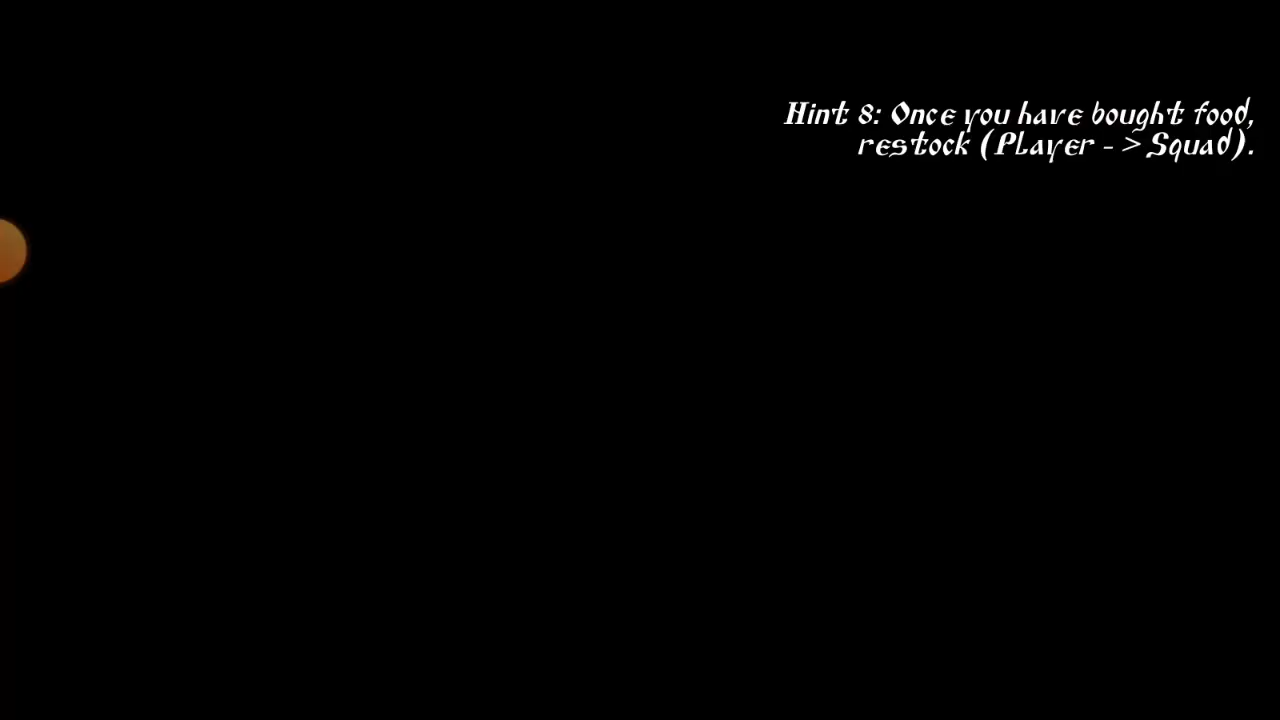 Hint 8: Once you have bought food,
restock (Player - > Squad).